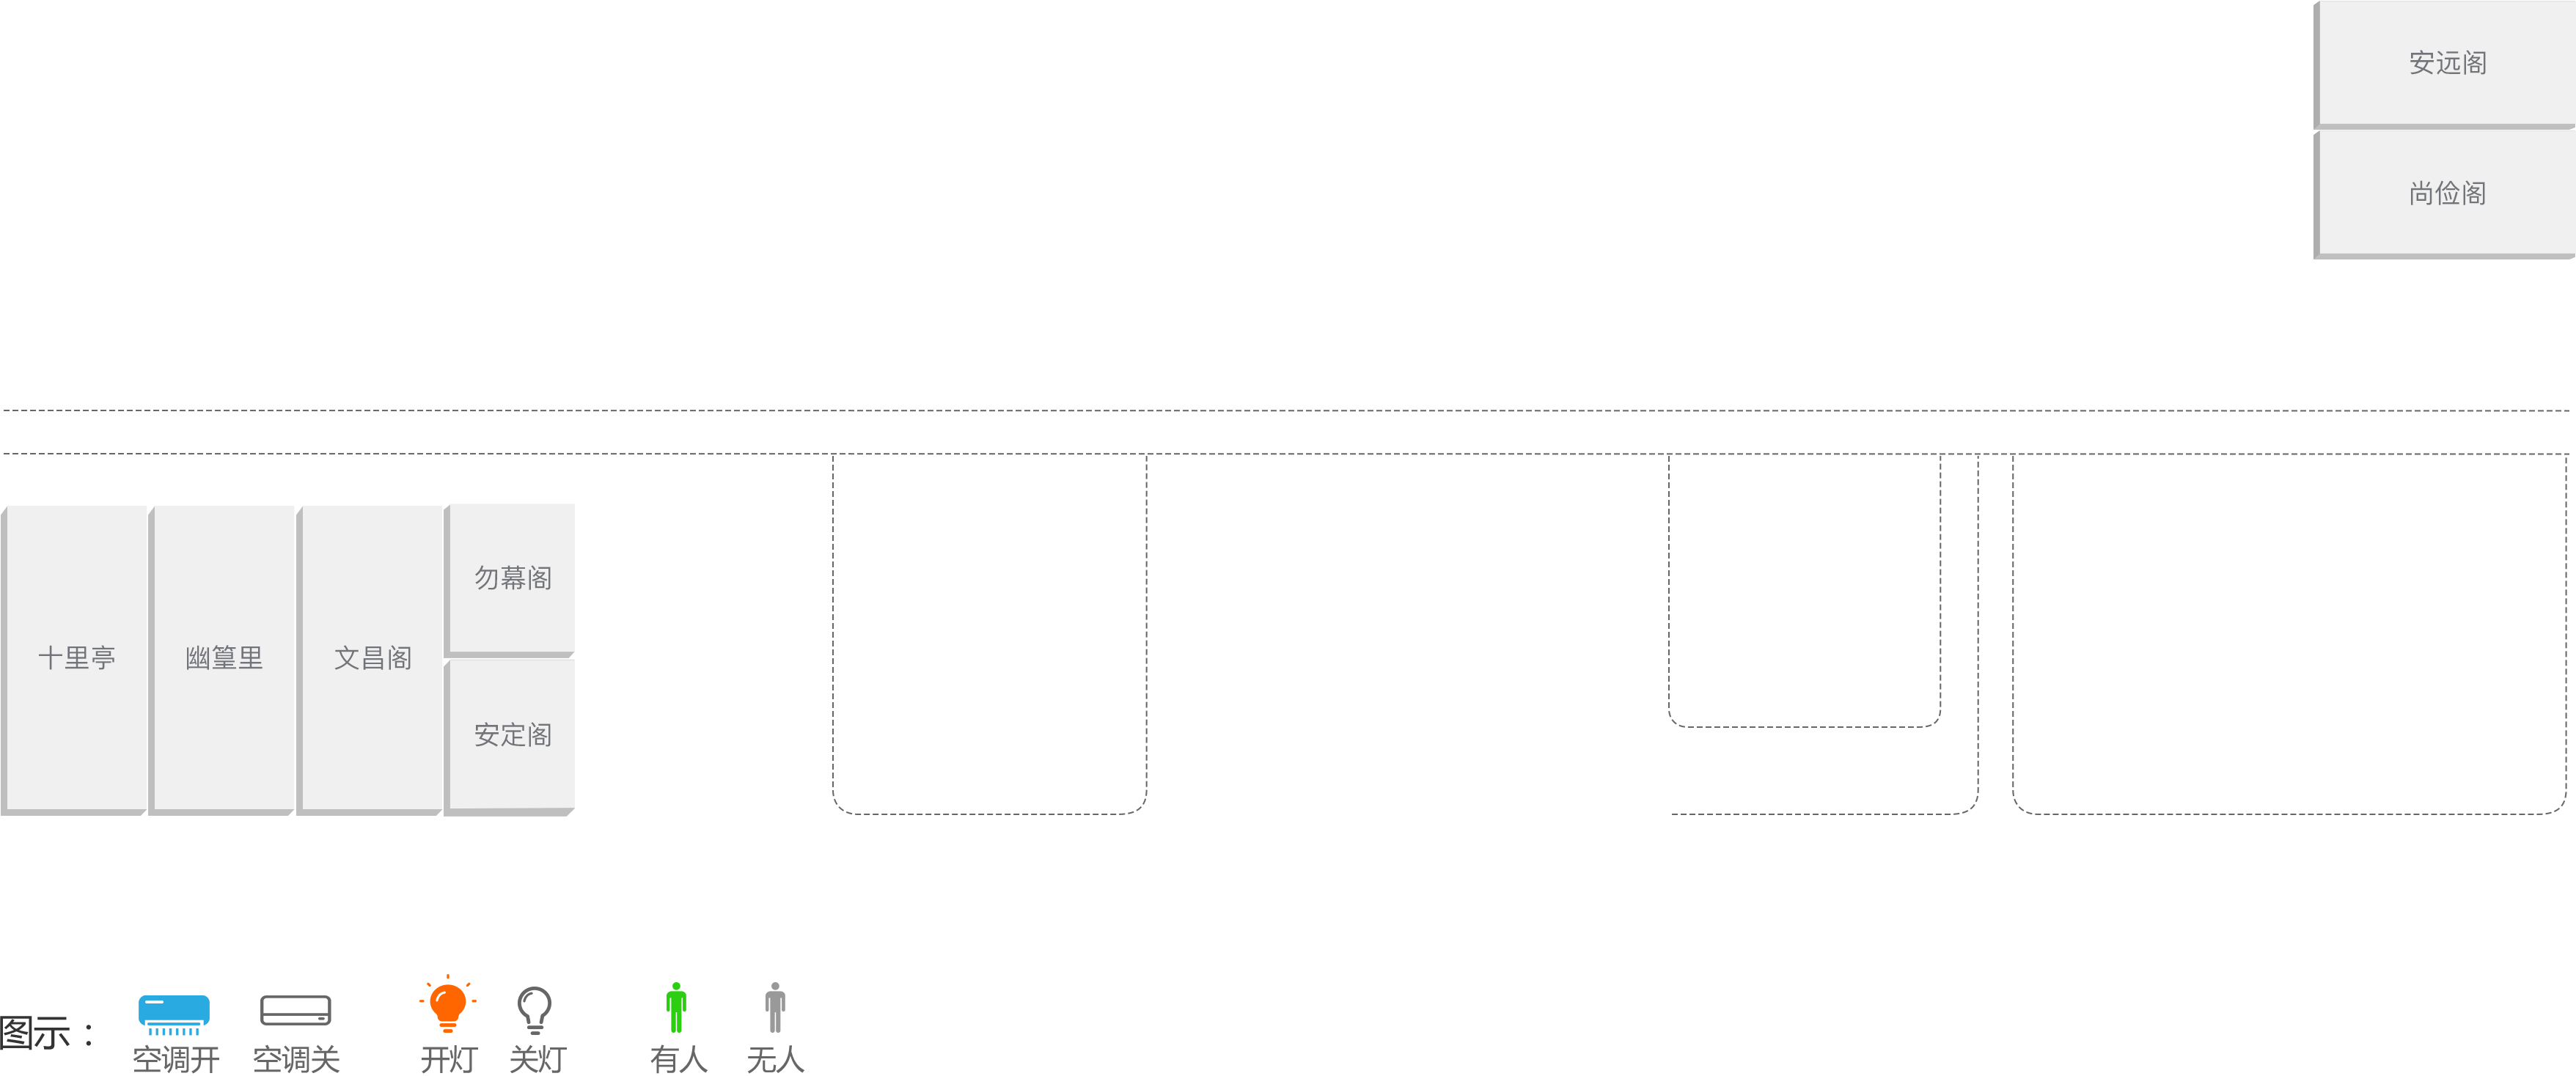 安远阁
尚俭阁
勿幕阁
十里亭
幽篁里
文昌阁
安定阁
图示：
空调开
空调关
开灯
关灯
有人
无人